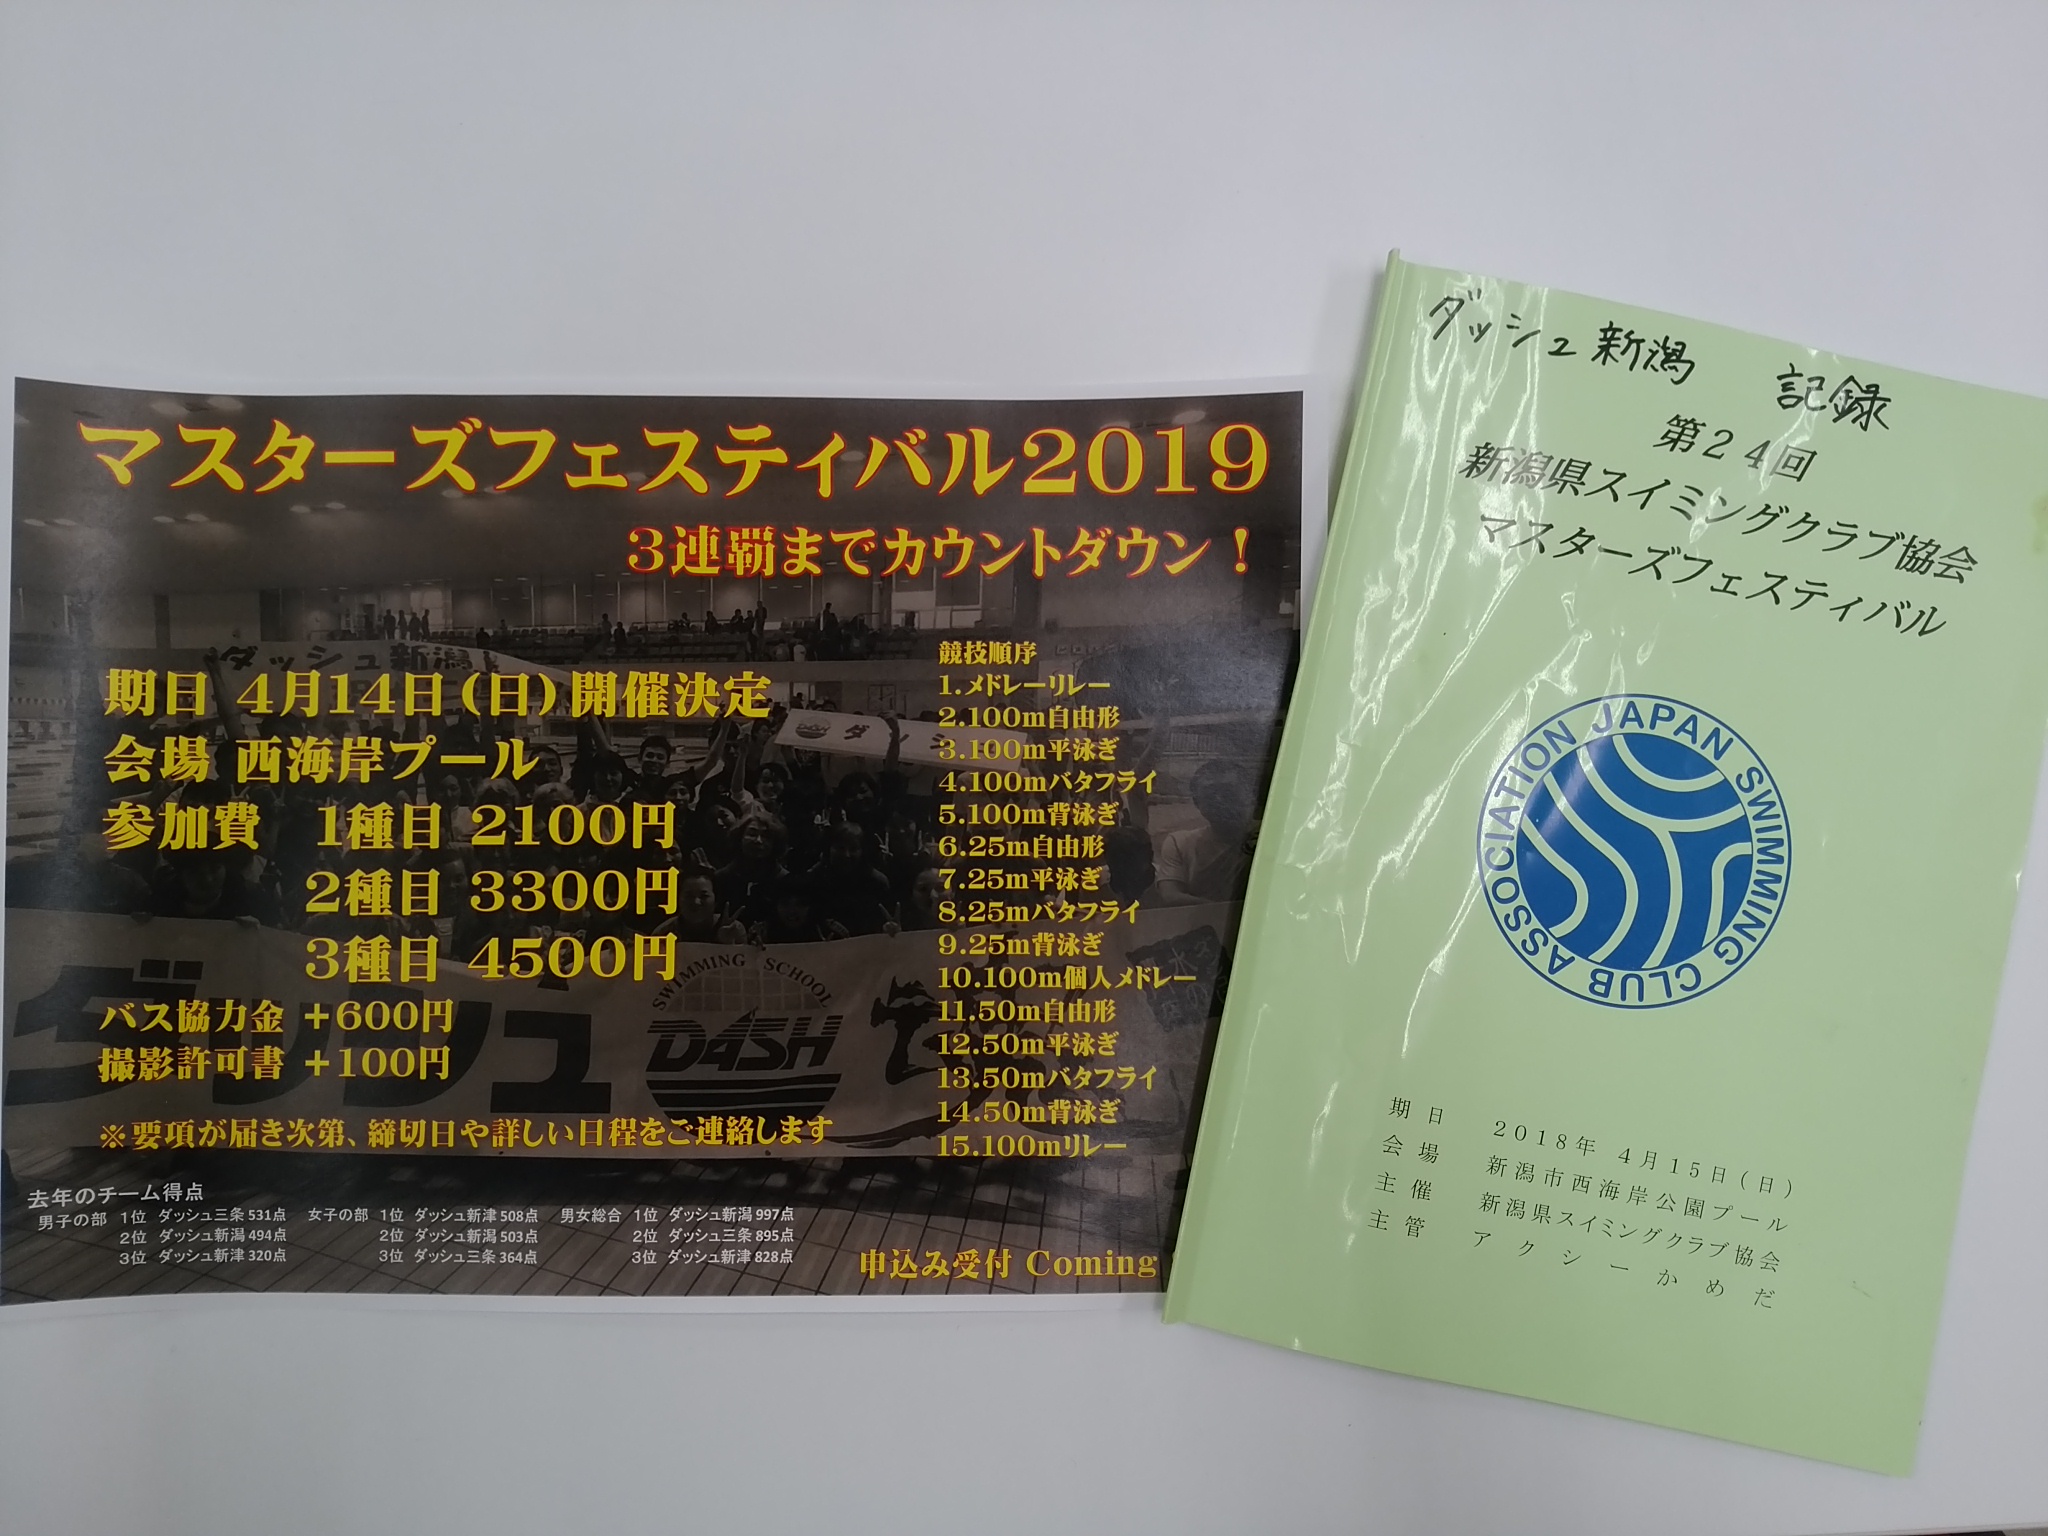 マスターズフェスティバル2019
3連覇までカウントダウン！
期日 4月14日（日）開催決定
会場 西海岸プール
参加費 1種目 2100円
2種目 3300円
3種目 4500円
バス協力金 +600円
撮影許可書 +100円
※要項が届き次第、締切日や詳しい日程をご連絡します
競技順序
1.メドレーリレー
2.100m自由形
3.100m平泳ぎ
4.100mバタフライ
5.100m背泳ぎ
6.25m自由形
7.25m平泳ぎ
8.25mバタフライ
9.25m背泳ぎ
10.100m個人メドレー
11.50m自由形
12.50m平泳ぎ
13.50mバタフライ
14.50m背泳ぎ
15.100mリレー
去年のチーム得点
男子の部 1位 ダッシュ三条 531点 女子の部 1位 ダッシュ新津 508点 男女総合 1位 ダッシュ新潟 997点
2位 ダッシュ新潟 494点 2位 ダッシュ新潟 503点 2位 ダッシュ三条 895点
3位 ダッシュ新津 320点 3位 ダッシュ三条 364点 3位 ダッシュ新津 828点
申込み受付 Coming
ダッシュ新潟
ダッシ
ダッシュ
SWIMMING SCHOOL
DASH
ダッシュ新潟 記録
第24回
新潟県スイミングクラブ協会
マスターズフェスティバル
JAPAN SWIMMING CLUB ASSOCIATION
期日 2018年 4月15日(日)
会場 新潟市西海岸公園プール
主催 新潟県スイミングクラブ協会
主管 アクシーかめだ